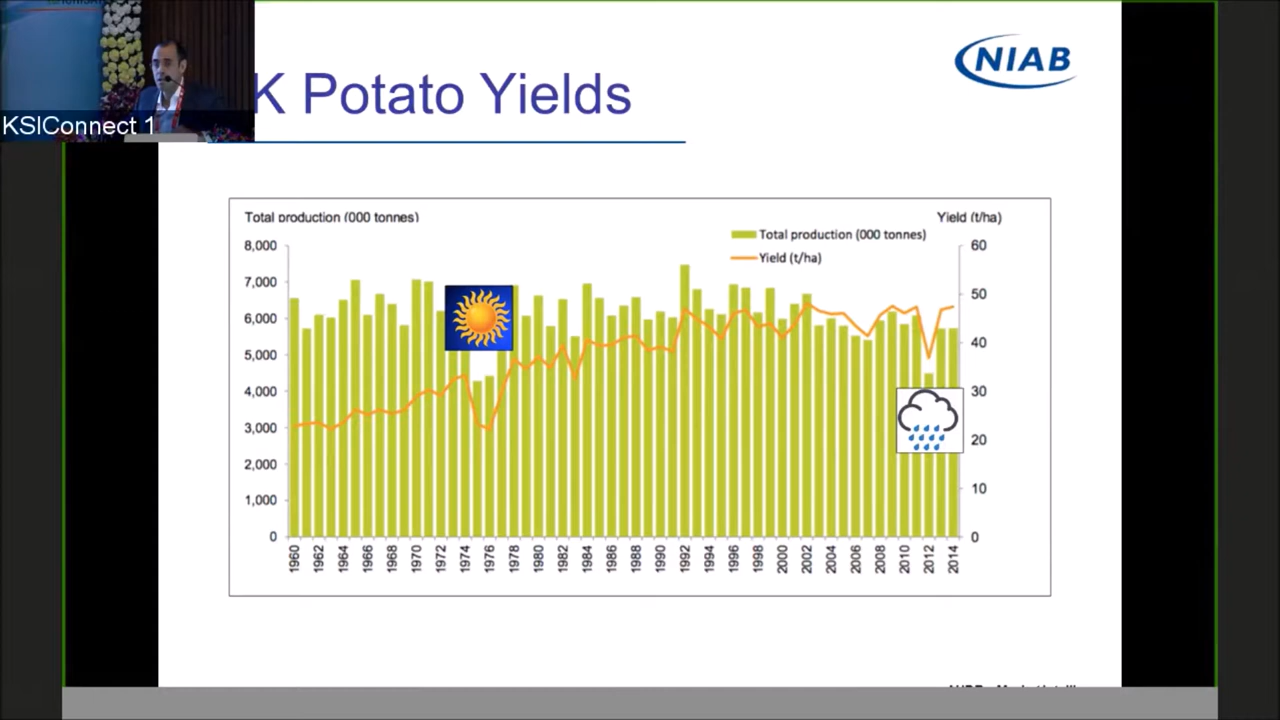 KSIConnect 1
K Potato Yields
NIAB
Total production (000 tonnes)
Yield (t/ha)
Total production (000 tonnes)
Yield (t/ha)
8,000
7,000
6,000
5,000
4,000
3,000
2,000
1,000
0
60
50
40
30
20
10
0
1960 1962 1964 1966 1968 1970 1972 1974 1976 1978 1980 1982 1984 1986 1988 1990 1992 1994 1996 1998 2000 2002 2004 2006 2008 2010 2012 2014